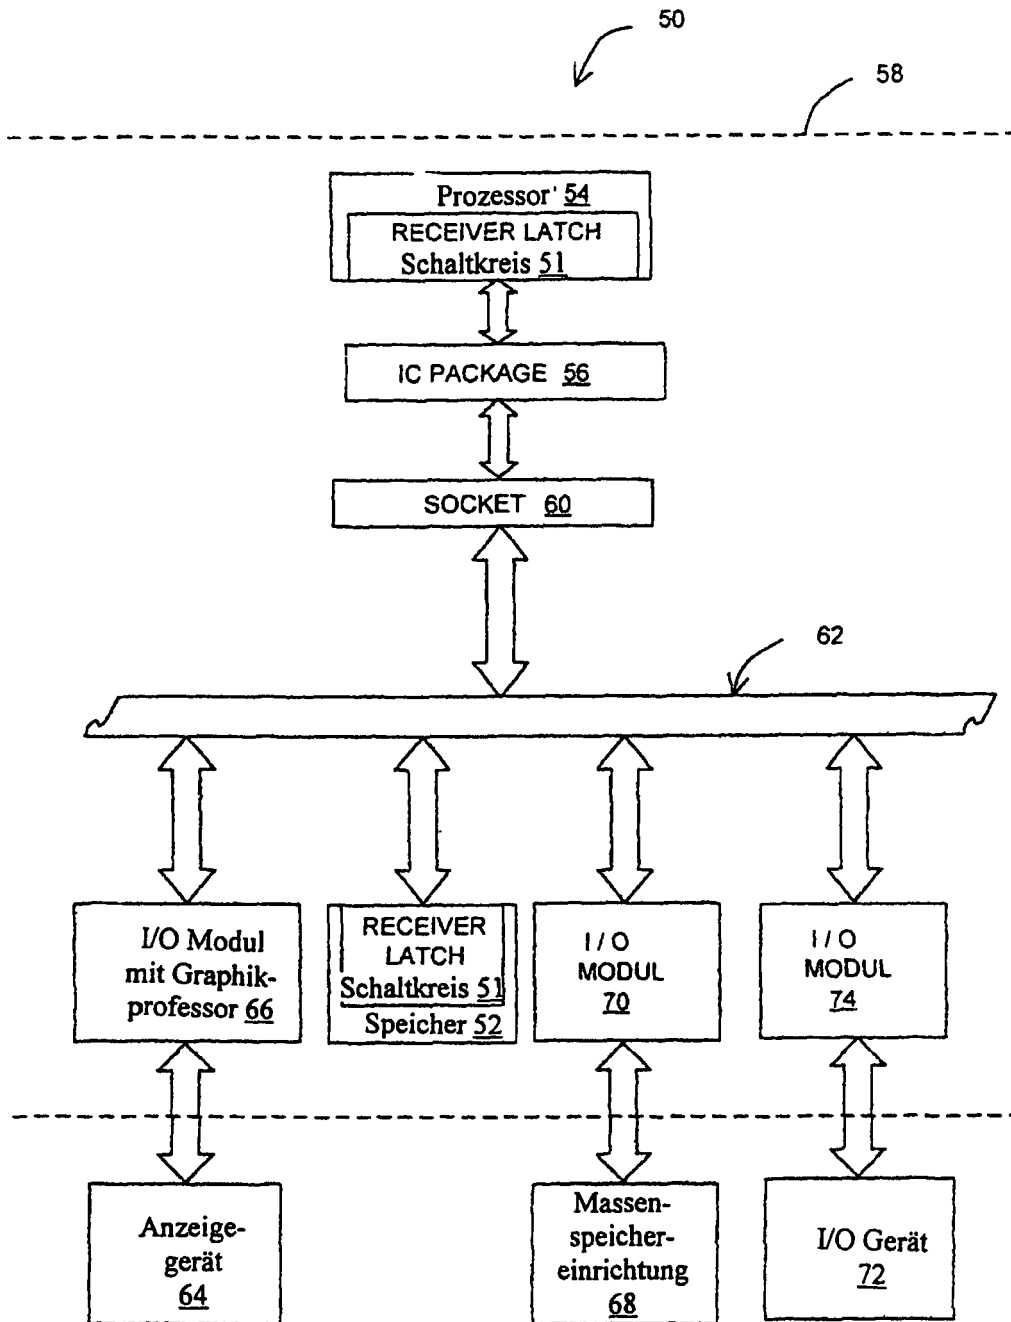 50
58
Prozessor 54
RECEIVER LATCH
Schaltkreis 51
IC PACKAGE 56
SOCKET 60
62
I/O Modul
mit Graphik-
professor 66
RECEIVER
LATCH
Schaltkreis 51
Speicher 52
I / O
MODUL
70
I / O
MODUL
74
Anzeige-
gerät
64
Massen-
speicher-
einrichtung
68
I/O Gerät
72